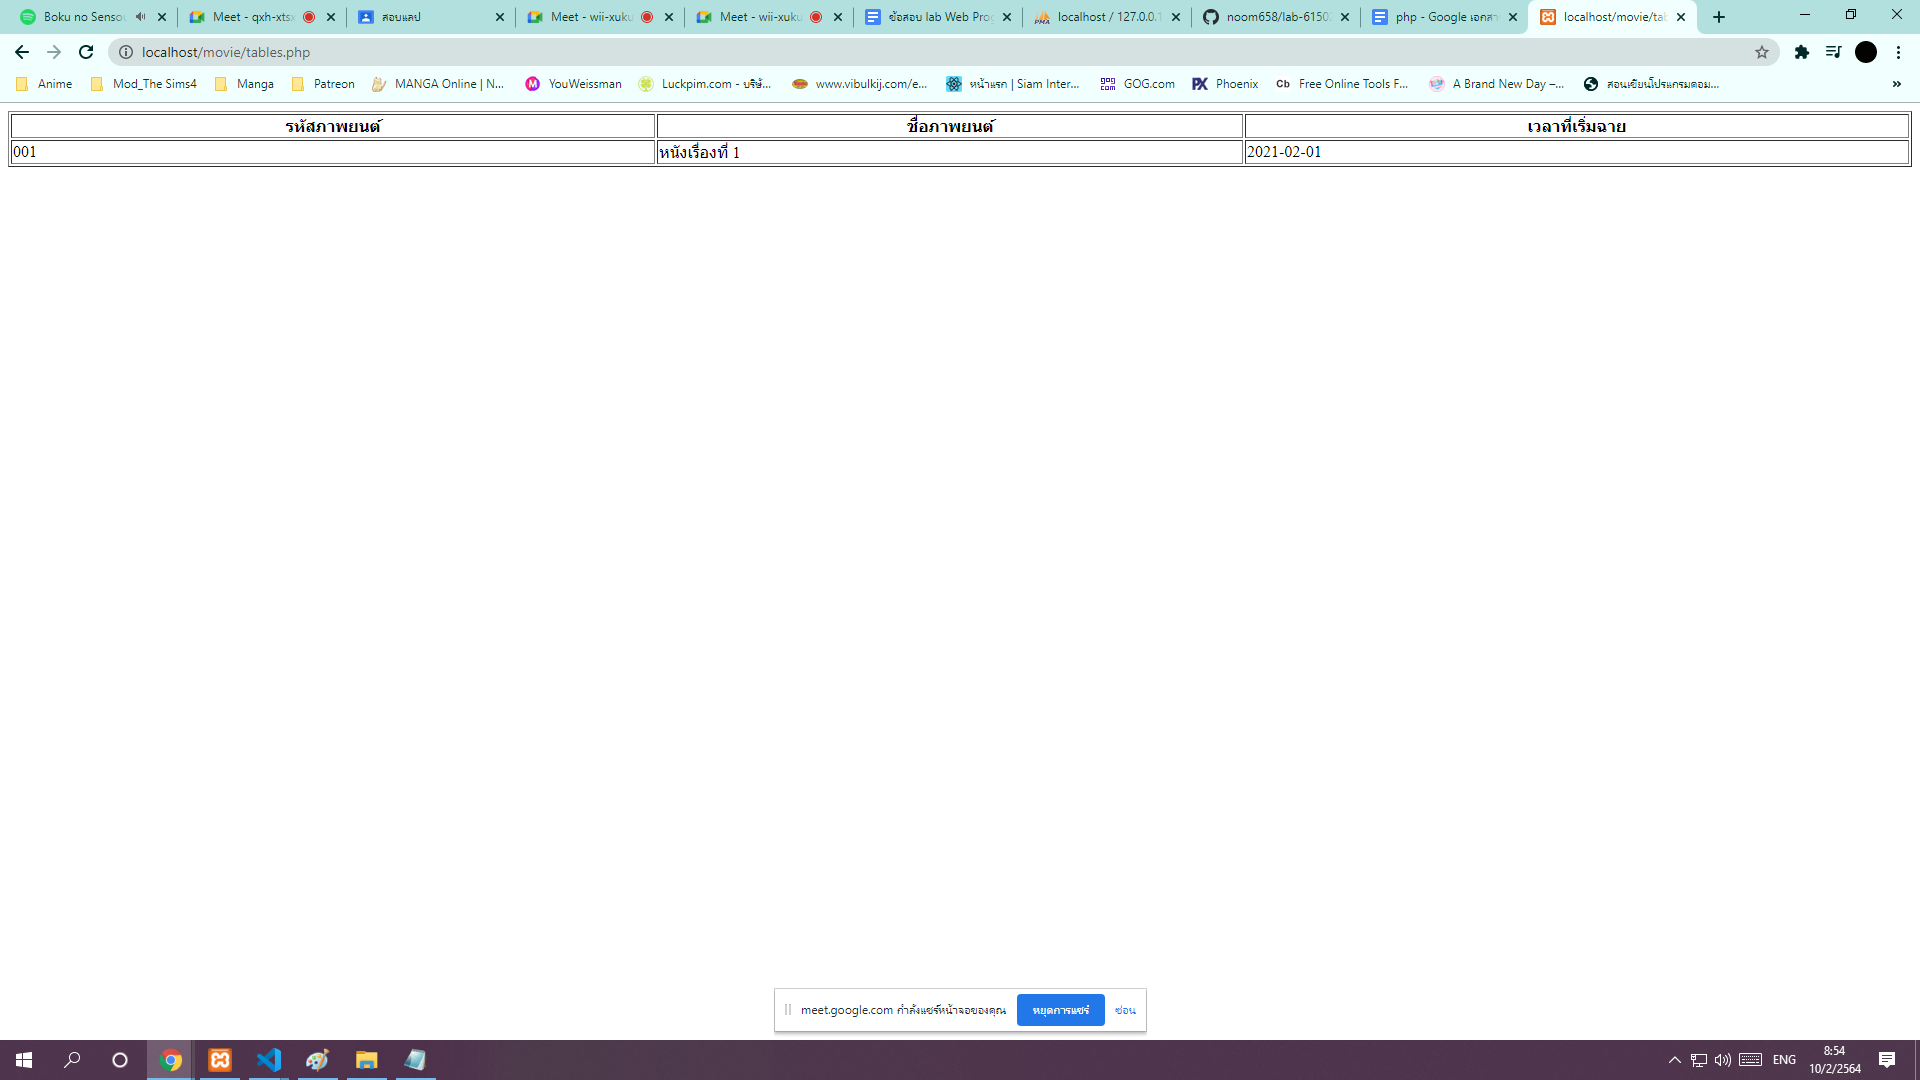 Boku no Senso
Meet - qxh-xtsx
สอบแลป
Meet - wii-xuku
Meet - wii-xuku
ข้อสอบ lab Web Prog
localhost / 127.0.0.1
noom658/lab-6150
php - Google เอกสา
localhost/movie/tab
localhost/movie/tables.php
Anime
Mod_The Sims4
Manga
Patreon
MANGA Online | N...
YouWeissman
Luckpim.com - บริษั...
www.vibulkij.com/e...
หน้าแรก | Siam Inter...
GOG.com
Phoenix
Cb Free Online Tools F...
A Brand New Day –...
สอนเขียนโปรแกรมคอม...
»
รหัสภาพยนต์ ชื่อภาพยนต์ เวลาที่เริ่มฉาย
001 หนังเรื่องที่ 1 2021-02-01
meet.google.com กำลังแชร์หน้าจอของคุณ หยุดการแชร์ ซ่อน
ENG
8:54
10/2/2564